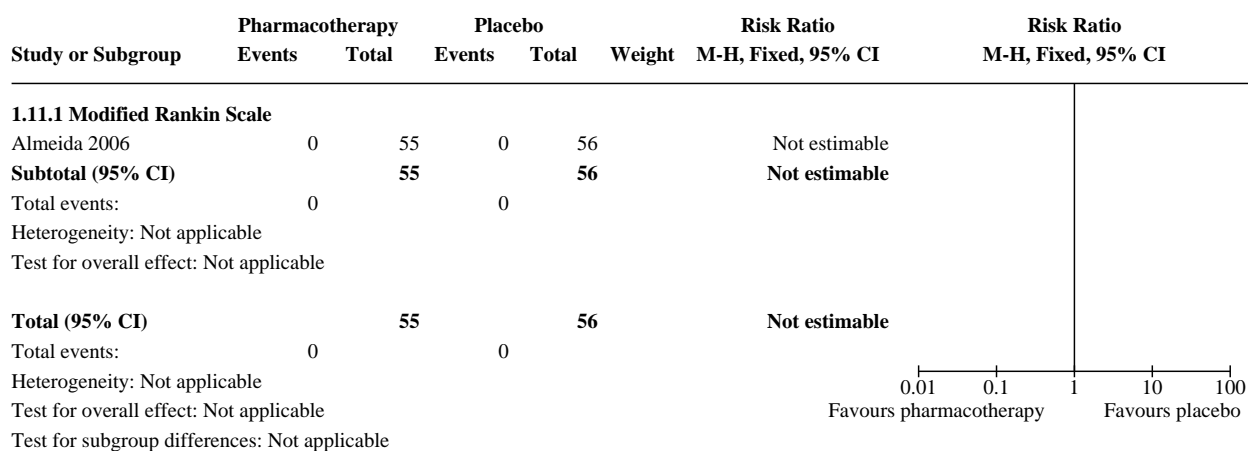 Pharmacotherapy Placebo Risk Ratio Risk Ratio
Study or Subgroup Events Total Events Total Weight M-H, Fixed, 95% CI M-H, Fixed, 95% CI
1.11.1 Modified Rankin Scale
Almeida 2006 0 55 0 56 Not estimable
Subtotal (95% CI) 55 56 Not estimable
Total events: 0 0
Heterogeneity: Not applicable
Test for overall effect: Not applicable
Total (95% CI) 55 56 Not estimable
Total events: 0 0
Heterogeneity: Not applicable
0.01 0.1 1 10 100
Test for overall effect: Not applicable Favours pharmacotherapy Favours placebo
Test for subgroup differences: Not applicable